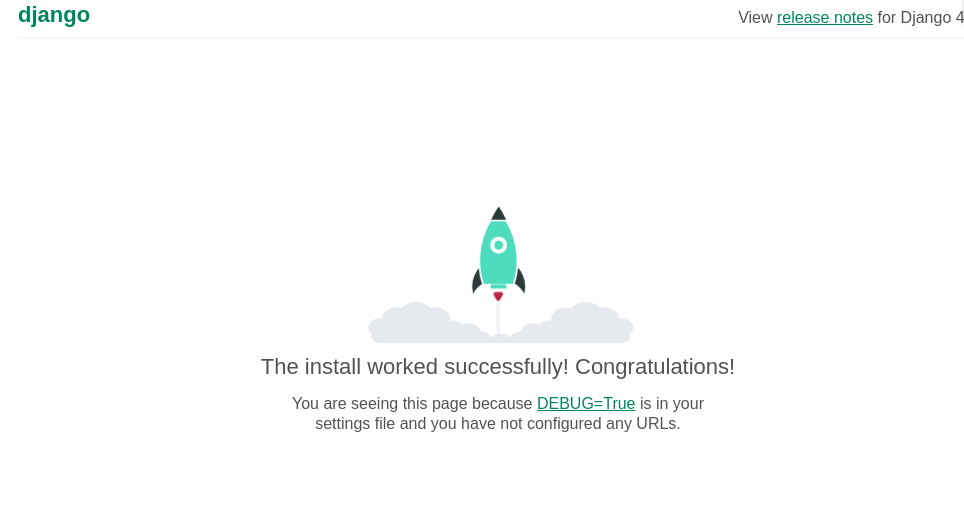 django
View release notes for Django 4
The install worked successfully! Congratulations!
You are seeing this page because DEBUG=True is in your
settings file and you have not configured any URLs.